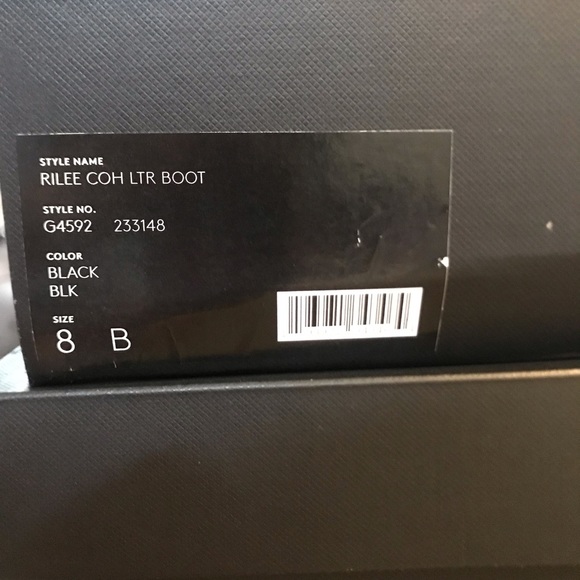 STYLE NAME
RILEE COH LTR BOOT
STYLE NO.
G4592 233148
COLOR
BLACK
BLK
SIZE
8 B